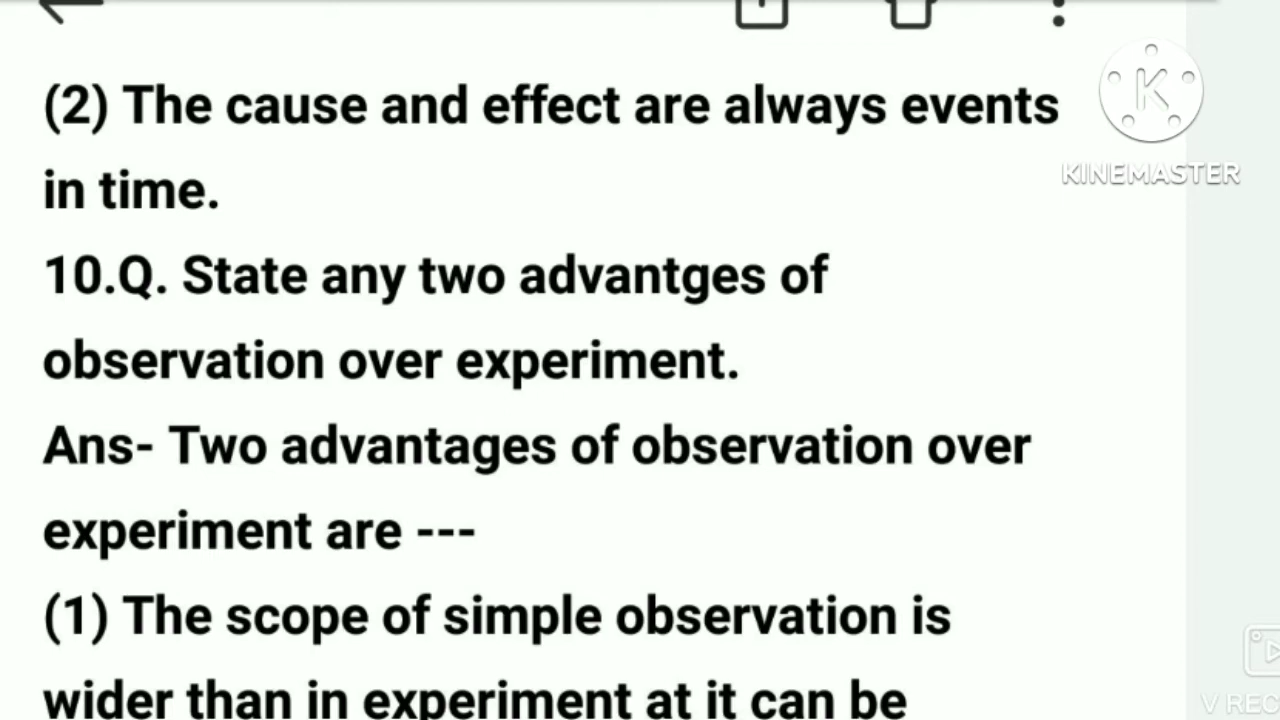 (2) The cause and effect are always events
in time.
10.Q. State any two advantges of
observation over experiment.
Ans- Two advantages of observation over
experiment are ---
(1) The scope of simple observation is
wider than in experiment at it can be
K
KINEMASTER
V REC